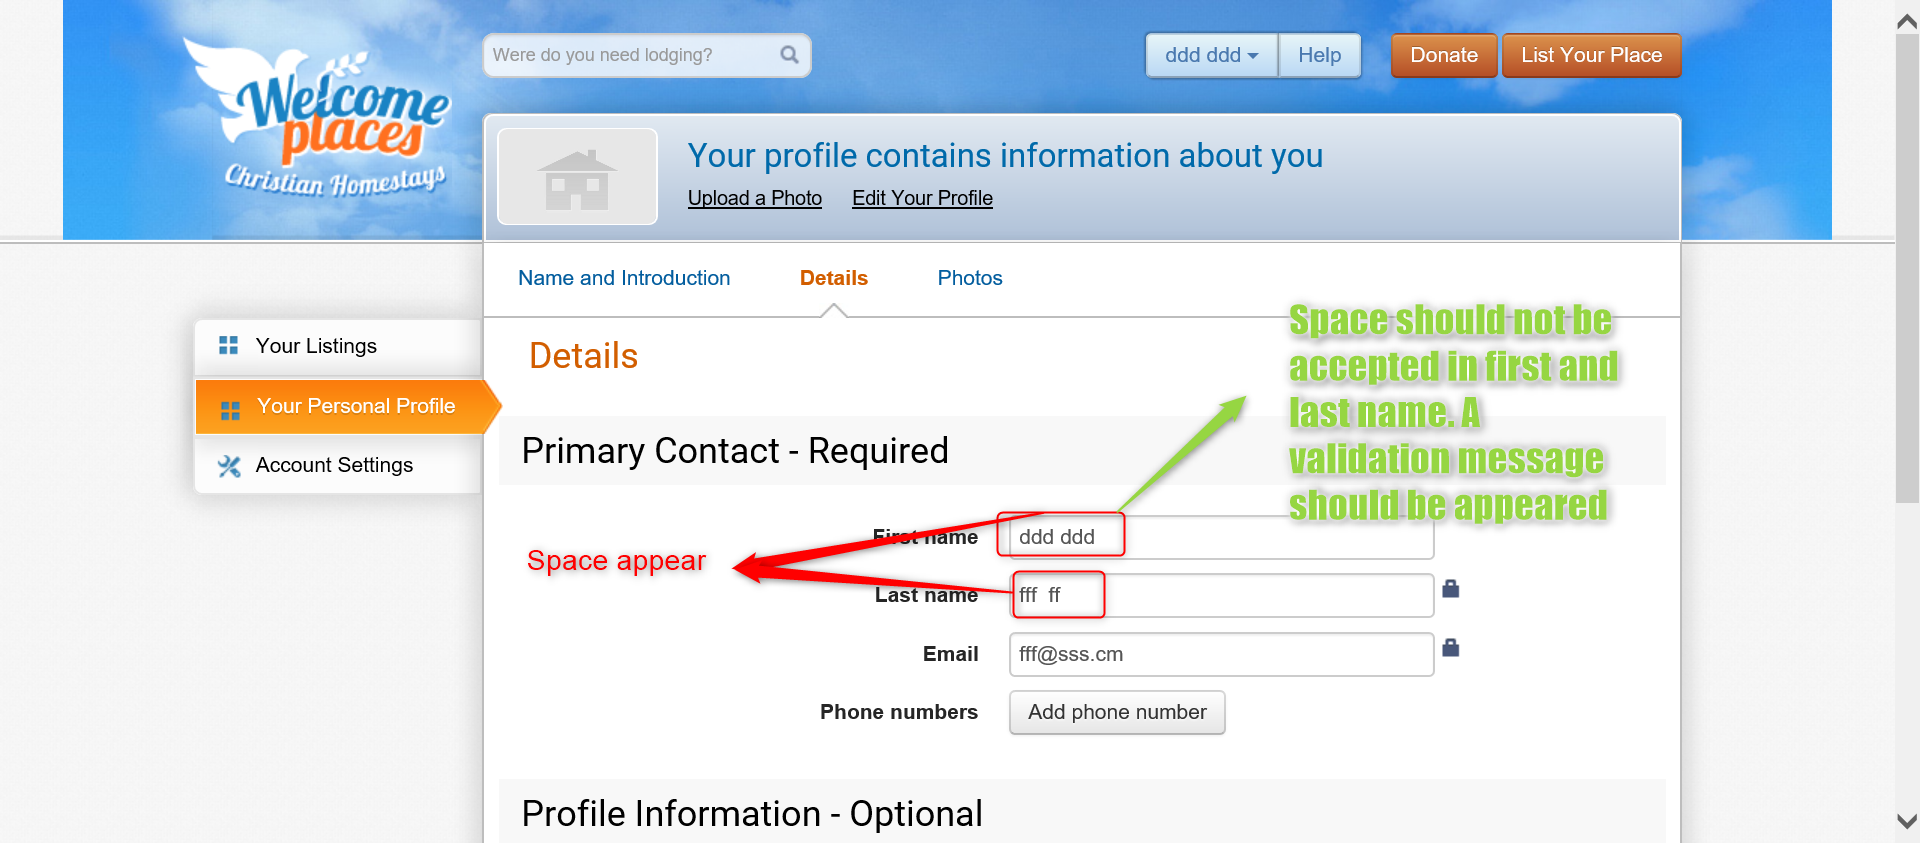 Welcome
places
Christian Homestays
Were do you need lodging?
ddd ddd
Help
Donate
List Your Place
Your profile contains information about you
Upload a Photo
Edit Your Profile
Name and Introduction
Details
Photos
Your Listings
Your Personal Profile
Account Settings
Details
Primary Contact - Required
Space should not be
accepted in first and
last name. A
validation message
should be appeared
Space appear
First name
ddd ddd
Last name
fff  ff
Email
fff@sss.cm
Phone numbers
Add phone number
Profile Information - Optional